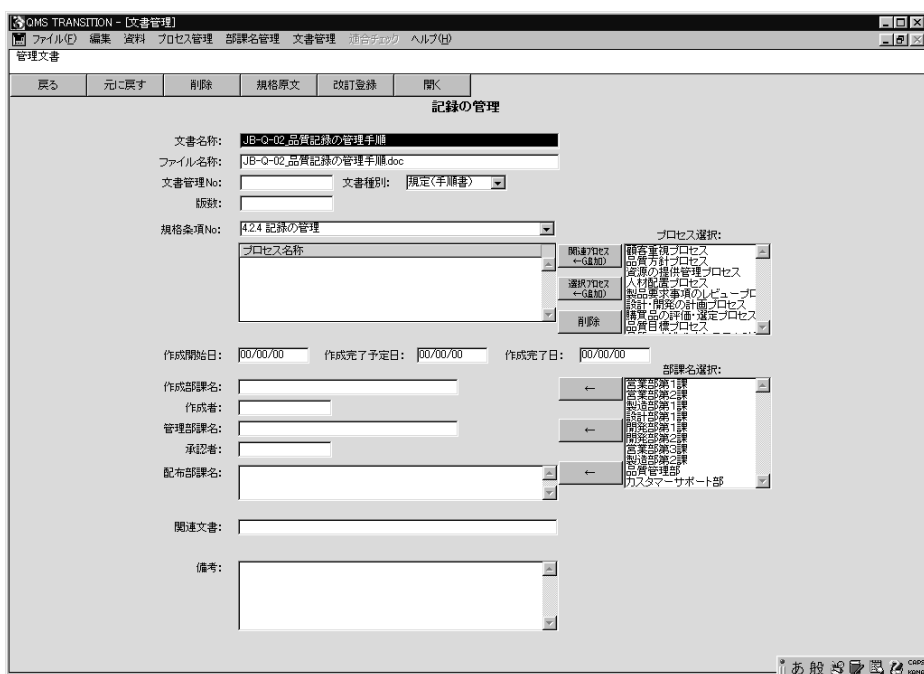 QMS TRANSITION - [文書管理]
ファイル(F) 編集 資料 プロセス管理 部課名管理 文書管理 適合チェック ヘルプ(H)
管理文書
戻る 元に戻す 削除 規格原文 改訂登録 開く
記録の管理
文書名称: JB-Q-02_品質記録の管理手順
ファイル名称: JB-Q-02_品質記録の管理手順.doc
文書管理No: 文書種別: 規定(手順書)
版数:
規格条項No: 4.2.4 記録の管理
プロセス選択:
プロセス名称
関連プロセス
←(追加)
選択プロセス
←(追加)
削除
顧客重視プロセス
品質方針プロセス
資源の提供管理プロセス
人材配置プロセス
製品要求事項のレビュープロ
設計・開発の計画プロセス
購買品の評価・選定プロセス
品質目標プロセス
作成開始日: 00/00/00 作成完了予定日: 00/00/00 作成完了日: 00/00/00
部課名選択:
作成部課名: ←
作成者:
管理部課名: ←
承認者:
配布部課名: ←
営業部第1課
営業部第2課
製造部第1課
設計部第1課
開発部第1課
開発部第2課
営業部第3課
製造部第2課
品質管理部
カスタマーサポート部
関連文書:
備考:
あ 般
CAPS
KANA